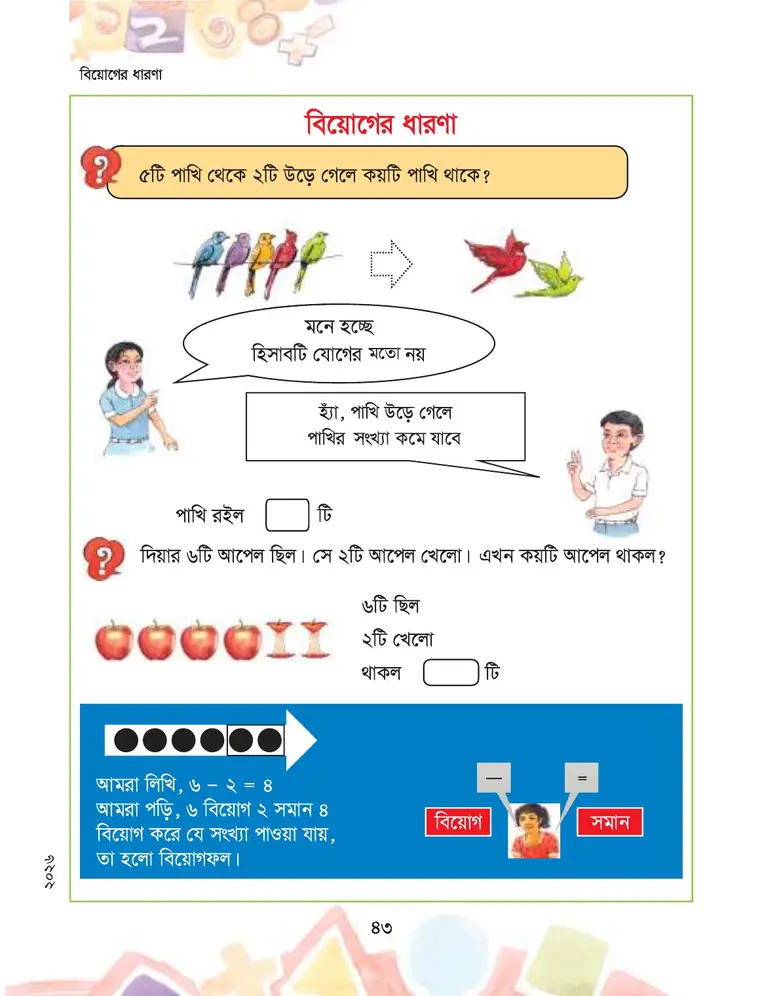 বিয়োগের ধারণা
বিয়োগের ধারণা
?
৫টি পাখি থেকে ২টি উড়ে গেলে কয়টি পাখি থাকে?
মনে হচ্ছে
হিসাবটি যোগের মতো নয়
হ্যাঁ, পাখি উড়ে গেলে
পাখির সংখ্যা কমে যাবে
পাখি রইল টি
?
দিয়ার ৬টি আপেল ছিল। সে ২টি আপেল খেলো। এখন কয়টি আপেল থাকল?
৬টি ছিল
২টি খেলো
থাকল টি
আমরা লিখি, ৬ – ২ = ৪
আমরা পড়ি, ৬ বিয়োগ ২ সমান ৪
বিয়োগ করে যে সংখ্যা পাওয়া যায়,
তা হলো বিয়োগফল।
— =
বিয়োগ সমান
২০২৬
৪৩